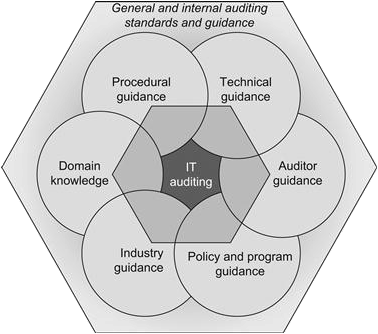 General and internal auditing
standards and guidance
Procedural
guidance
Technical
guidance
Domain
knowledge
IT
auditing
Auditor
guidance
Industry
guidance
Policy and program
guidance